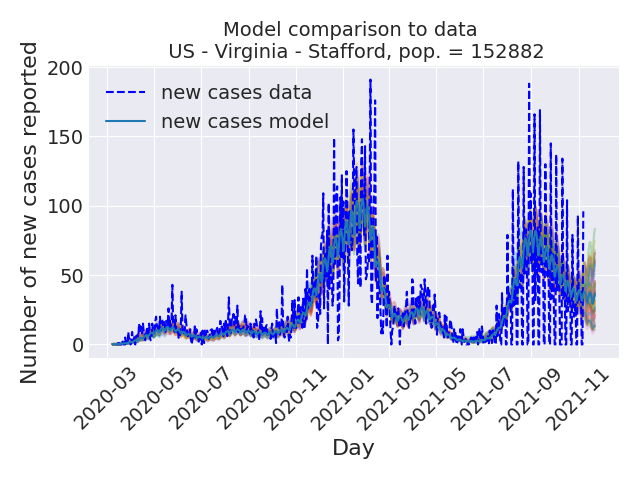 Model comparison to data
US - Virginia - Stafford, pop. = 152882
Number of new cases reported
200
150
100
50
0
new cases data
new cases model
2020-03
2020-05
2020-07
2020-09
2020-11
2021-01
2021-03
2021-05
2021-07
2021-09
2021-11
Day